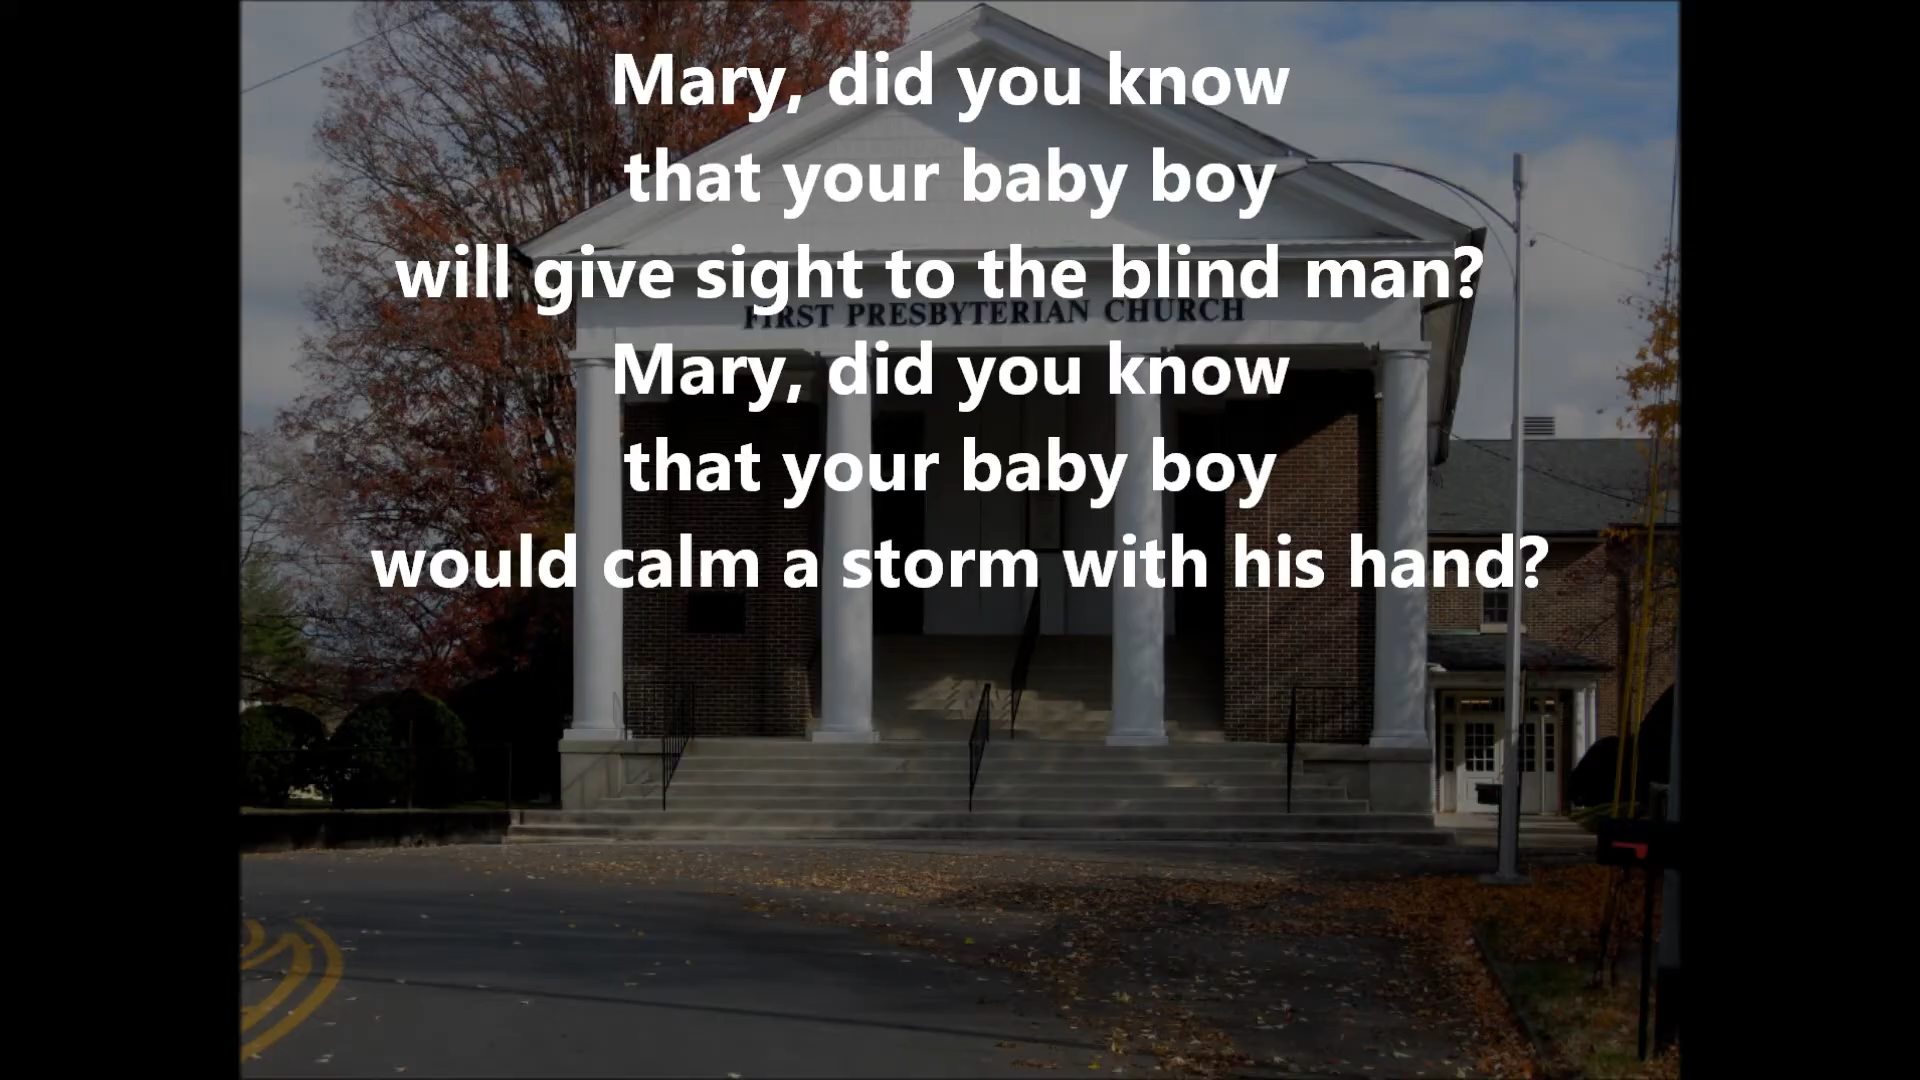 Mary, did you know
that your baby boy
will give sight to the blind man?
FIRST PRESBYTERIAN CHURCH
Mary, did you know
that your baby boy
would calm a storm with his hand?